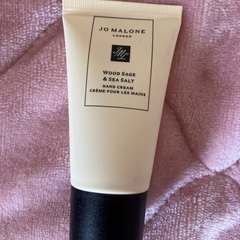 JO MALONE
LONDON
WOOD SAGE
& SEA SALT
HAND CREAM
CRÈME POUR LES MAINS